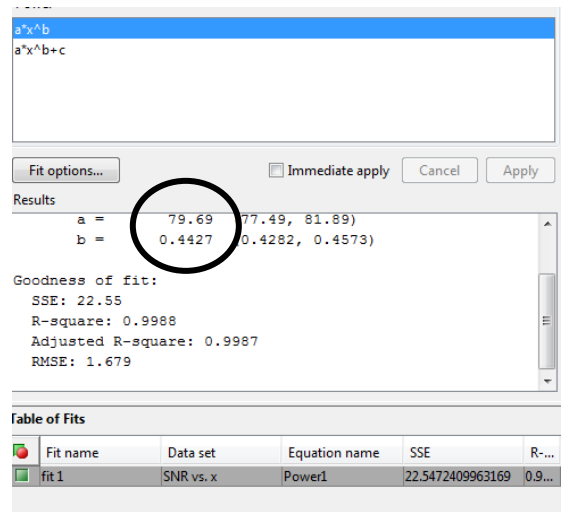 Power
a*x^b
a*x^b+c
Fit options...
Immediate apply
Cancel
Apply
Results
a = 79.69 (77.49, 81.89)
b = 0.4427 (0.4282, 0.4573)
Goodness of fit:
SSE: 22.55
R-square: 0.9988
Adjusted R-square: 0.9987
RMSE: 1.679
Table of Fits
Fit name Data set Equation name SSE R-...
fit 1 SNR vs. x Power1 22.5472409963169 0.9...